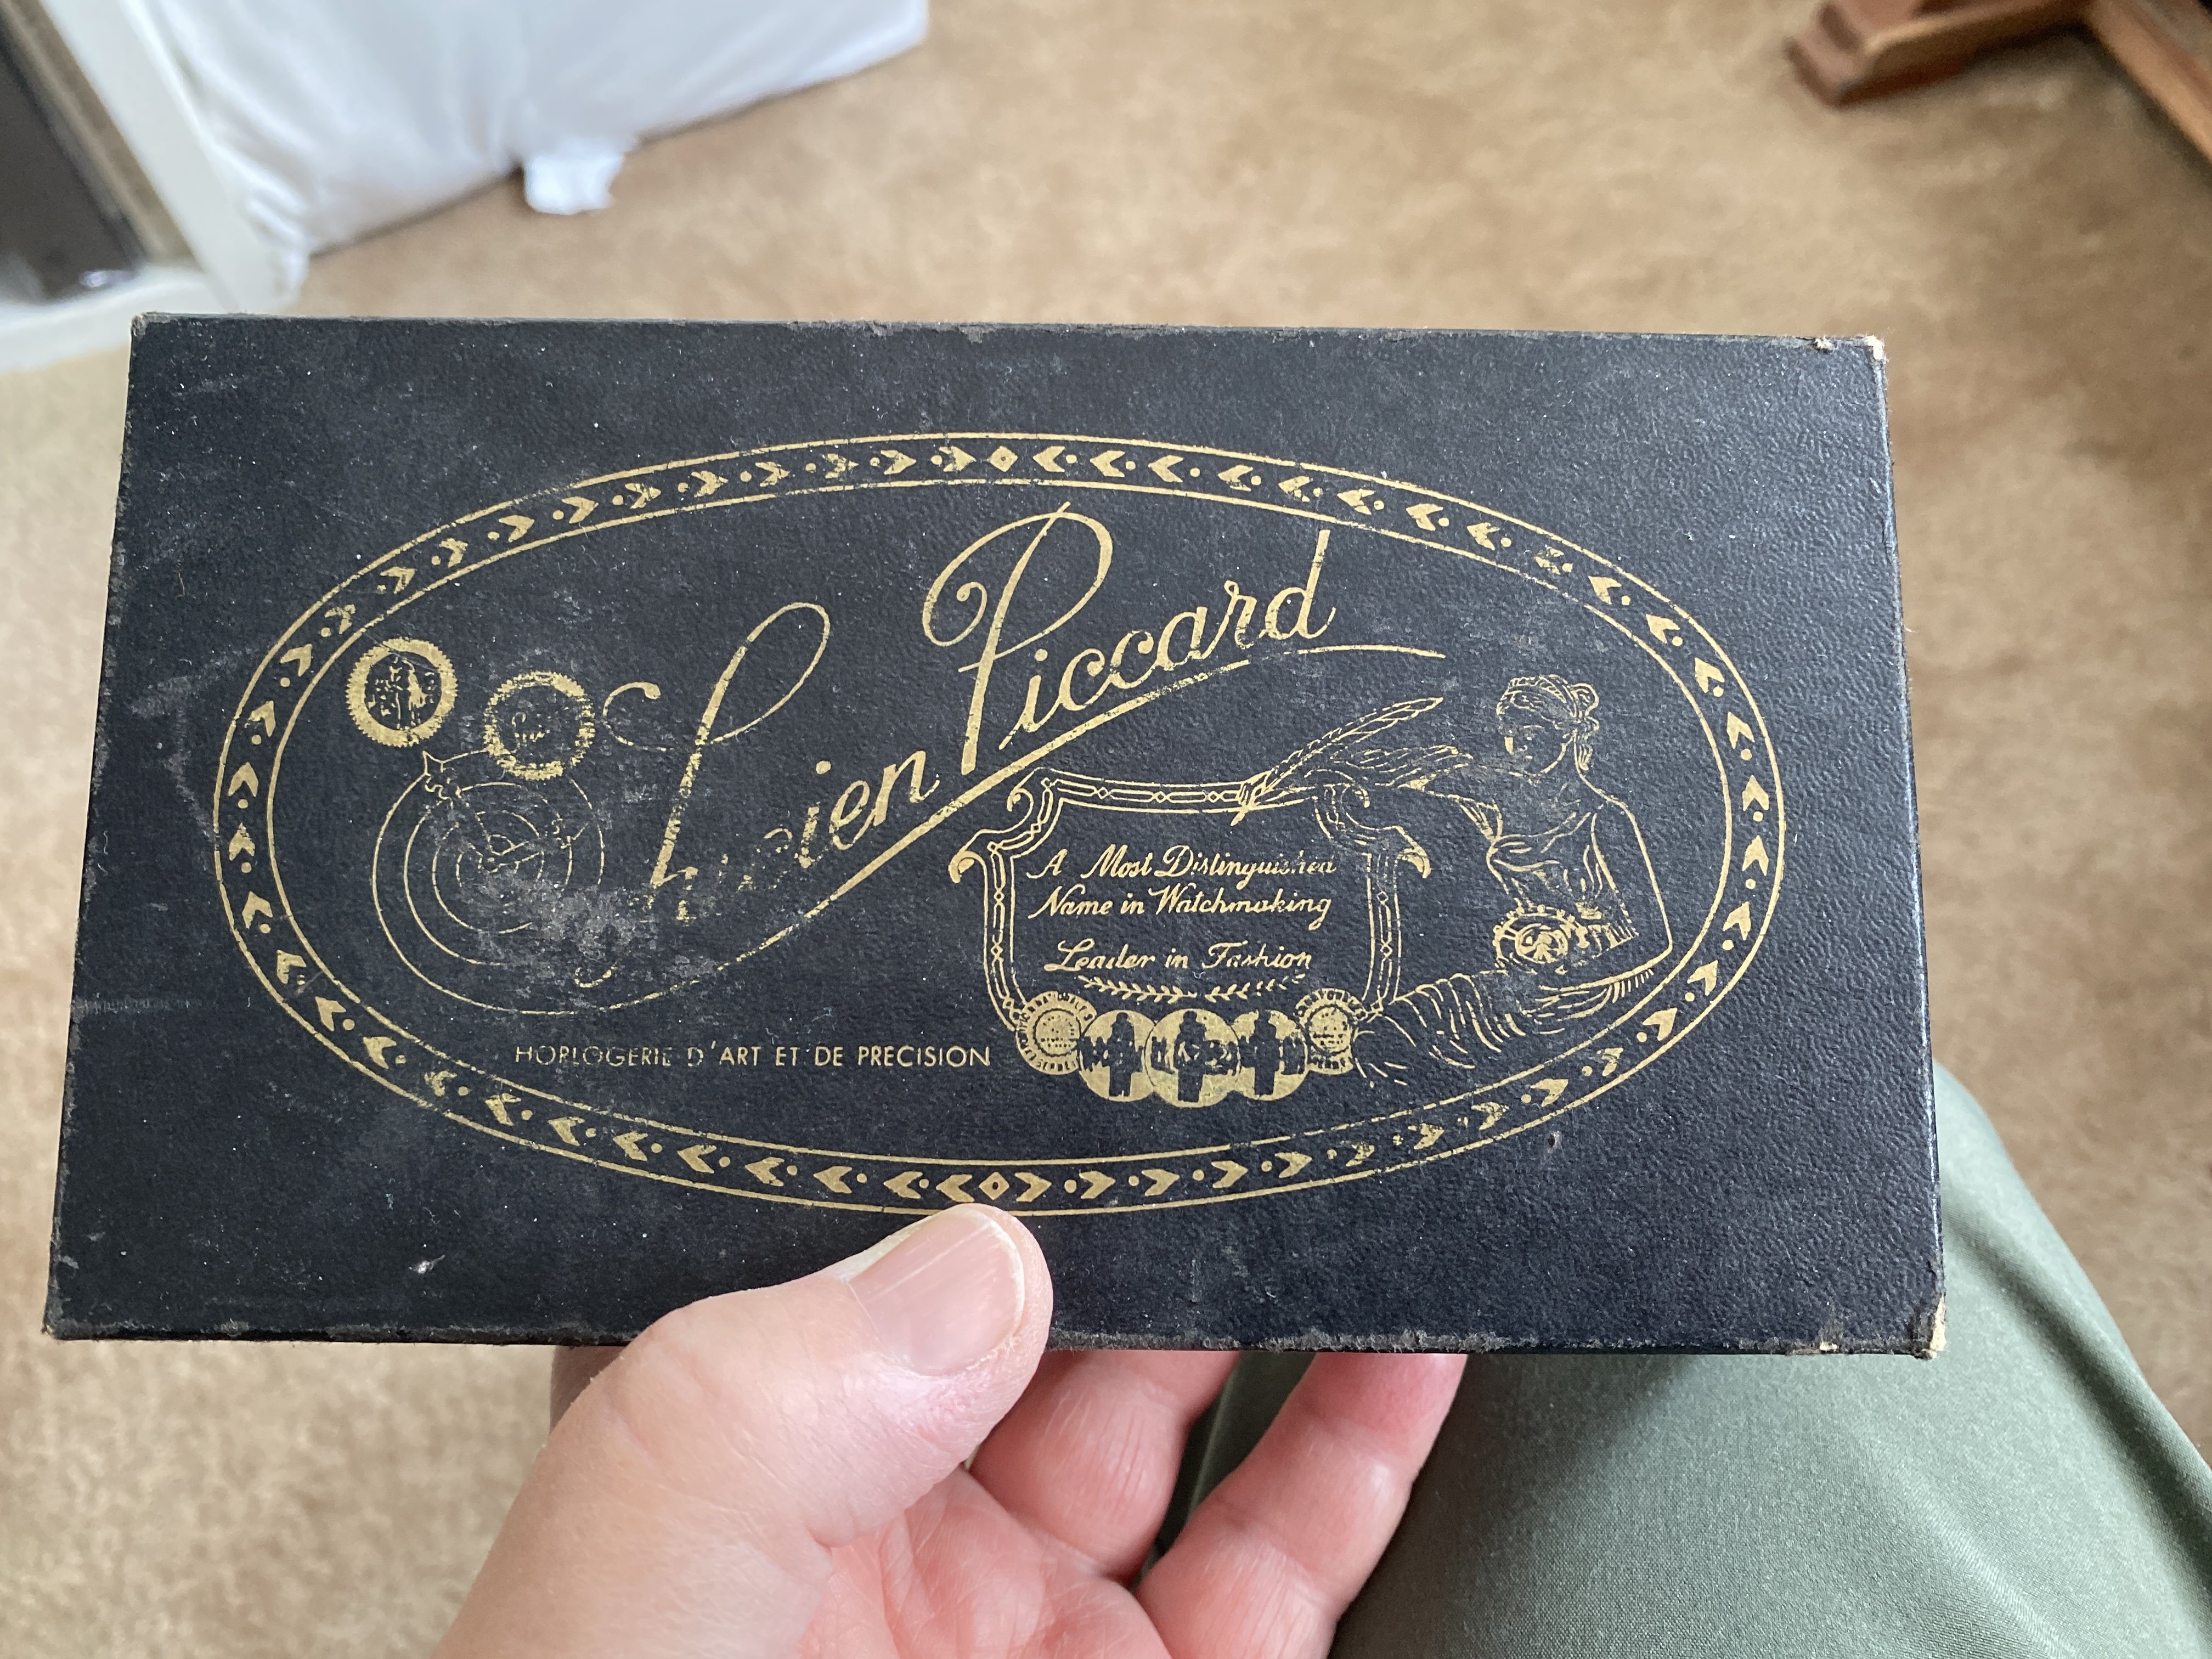 Lucien Piccard
A Most Distinguished
Name in Watchmaking
Leader in Fashion
HORLOGERIE D'ART ET DE PRECISION